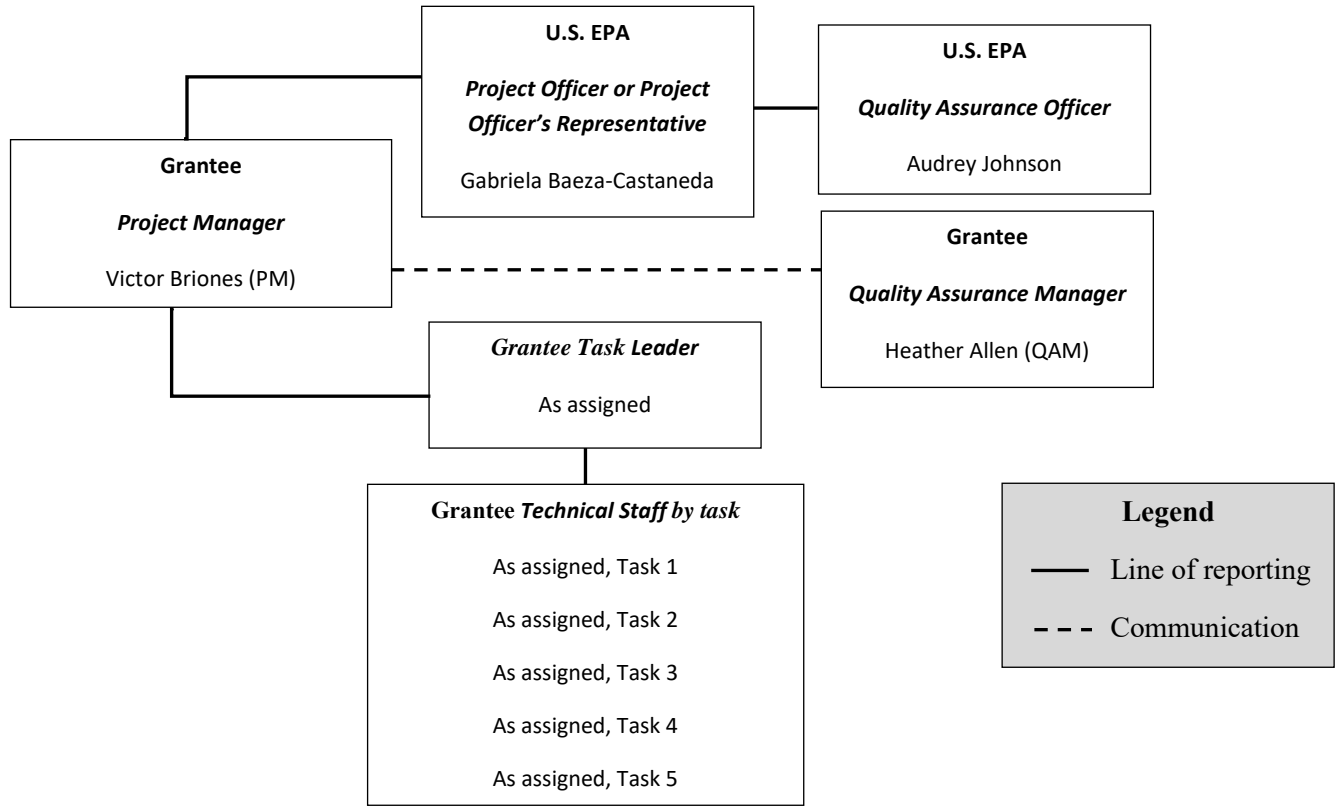 U.S. EPA
Project Officer or Project
Officer’s Representative
Gabriela Baeza-Castaneda
U.S. EPA
Quality Assurance Officer
Audrey Johnson
Grantee
Project Manager
Victor Briones (PM)
Grantee
Quality Assurance Manager
Heather Allen (QAM)
Grantee Task Leader
As assigned
Grantee Technical Staff by task
As assigned, Task 1
As assigned, Task 2
As assigned, Task 3
As assigned, Task 4
As assigned, Task 5
Legend
Line of reporting
Communication